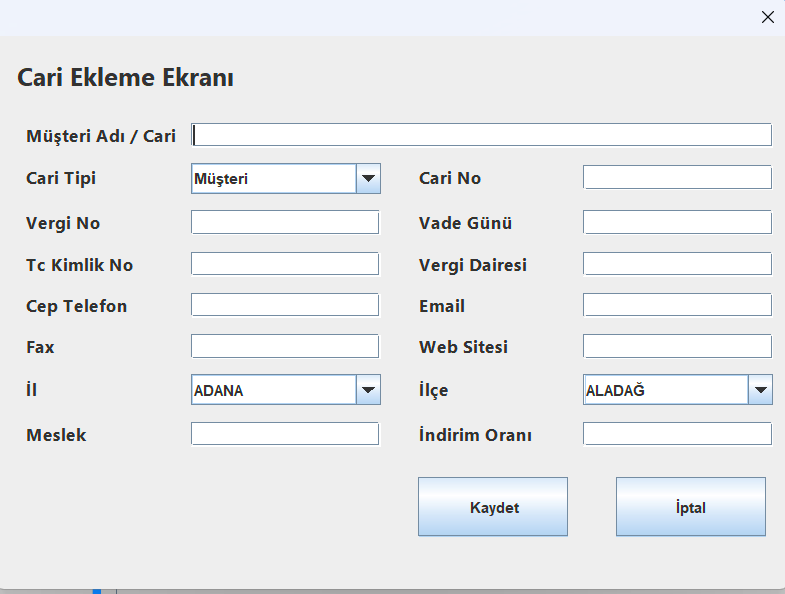 Cari Ekleme Ekranı
Müşteri Adı / Cari
Cari Tipi Müşteri Cari No
Vergi No Vade Günü
Tc Kimlik No Vergi Dairesi
Cep Telefon Email
Fax Web Sitesi
İl ADANA İlçe ALADAĞ
Meslek İndirim Oranı
Kaydet İptal